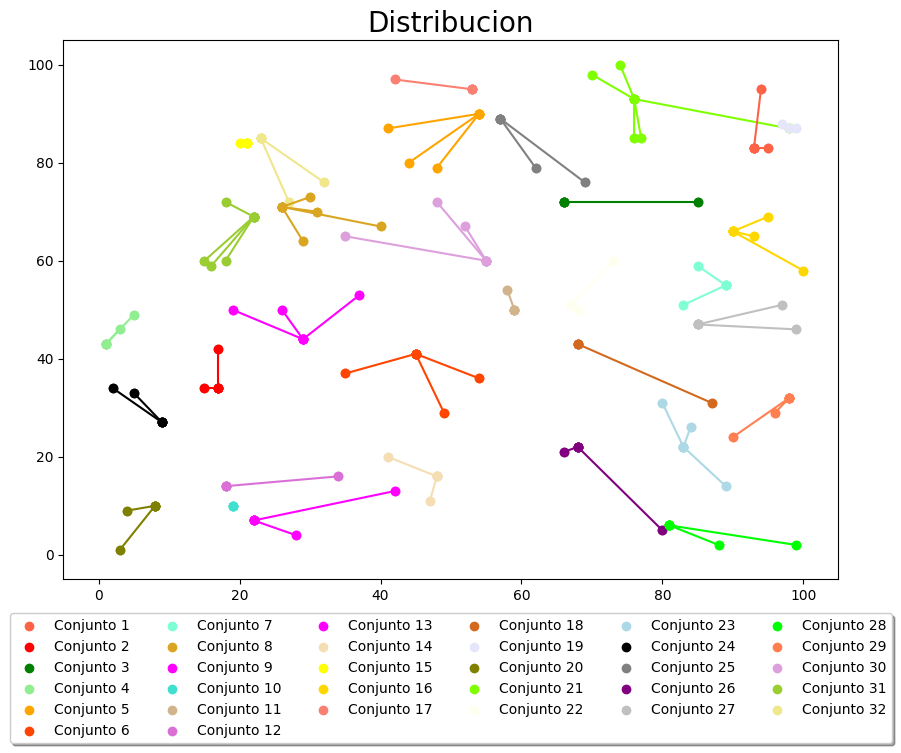 Distribucion
100
80
60
40
20
0
0 20 40 60 80 100
Conjunto 1 Conjunto 7 Conjunto 13 Conjunto 18 Conjunto 23 Conjunto 28
Conjunto 2 Conjunto 8 Conjunto 14 Conjunto 19 Conjunto 24 Conjunto 29
Conjunto 3 Conjunto 9 Conjunto 15 Conjunto 20 Conjunto 25 Conjunto 30
Conjunto 4 Conjunto 10 Conjunto 16 Conjunto 21 Conjunto 26 Conjunto 31
Conjunto 5 Conjunto 11 Conjunto 17 Conjunto 22 Conjunto 27 Conjunto 32
Conjunto 6 Conjunto 12